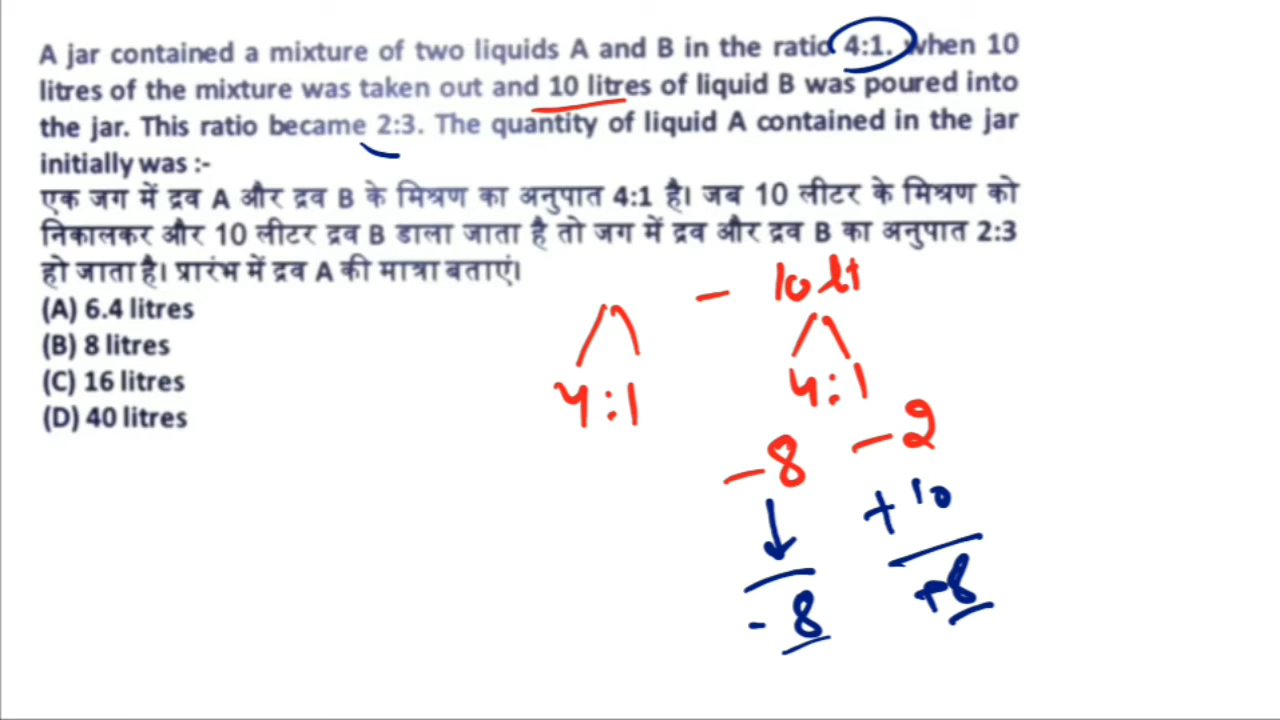 A jar contained a mixture of two liquids A and B in the ratio 4:1. when 10
litres of the mixture was taken out and 10 litres of liquid B was poured into
the jar. This ratio became 2:3. The quantity of liquid A contained in the jar
initially was :-
एक जग में द्रव A और द्रव B के मिश्रण का अनुपात 4:1 है। जब 10 लीटर के मिश्रण को
निकालकर और 10 लीटर द्रव B डाला जाता है तो जग में द्रव और द्रव B का अनुपात 2:3
हो जाता है। प्रारंभ में द्रव A की मात्रा बताएं।
(A) 6.4 litres
(B) 8 litres
(C) 16 litres
(D) 40 litres
- 10 lt
4:1 4:1
-8 -2
+10
-8 +8